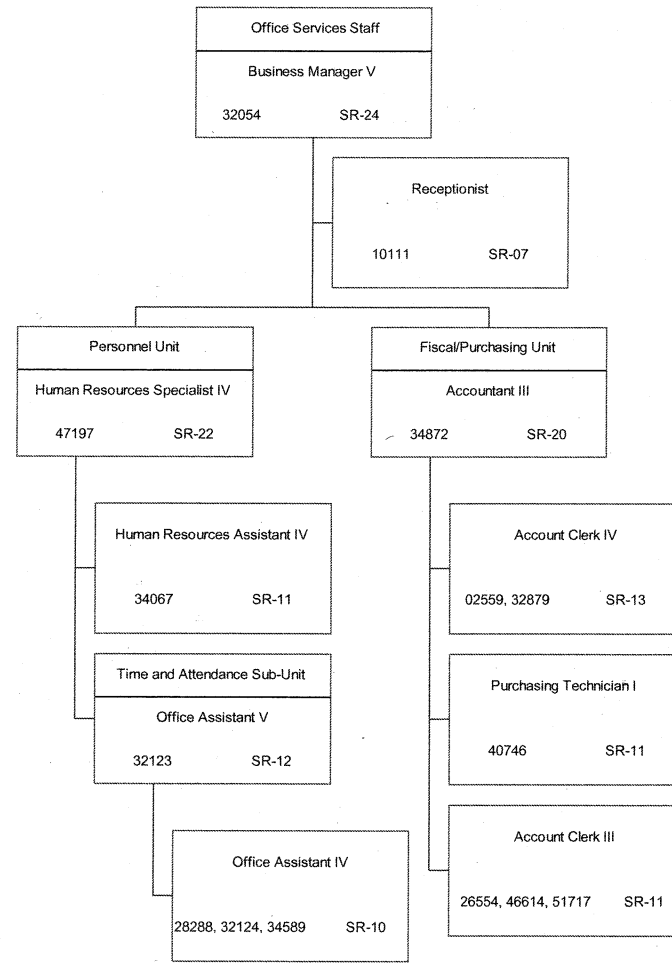 Office Services Staff
Business Manager V
32054 SR-24
Receptionist
10111 SR-07
Personnel Unit
Human Resources Specialist IV
47197 SR-22
Fiscal/Purchasing Unit
Accountant III
34872 SR-20
Human Resources Assistant IV
34067 SR-11
Time and Attendance Sub-Unit
Office Assistant V
32123 SR-12
Office Assistant IV
28288, 32124, 34589 SR-10
Account Clerk IV
02559, 32879 SR-13
Purchasing Technician I
40746 SR-11
Account Clerk III
26554, 46614, 51717 SR-11